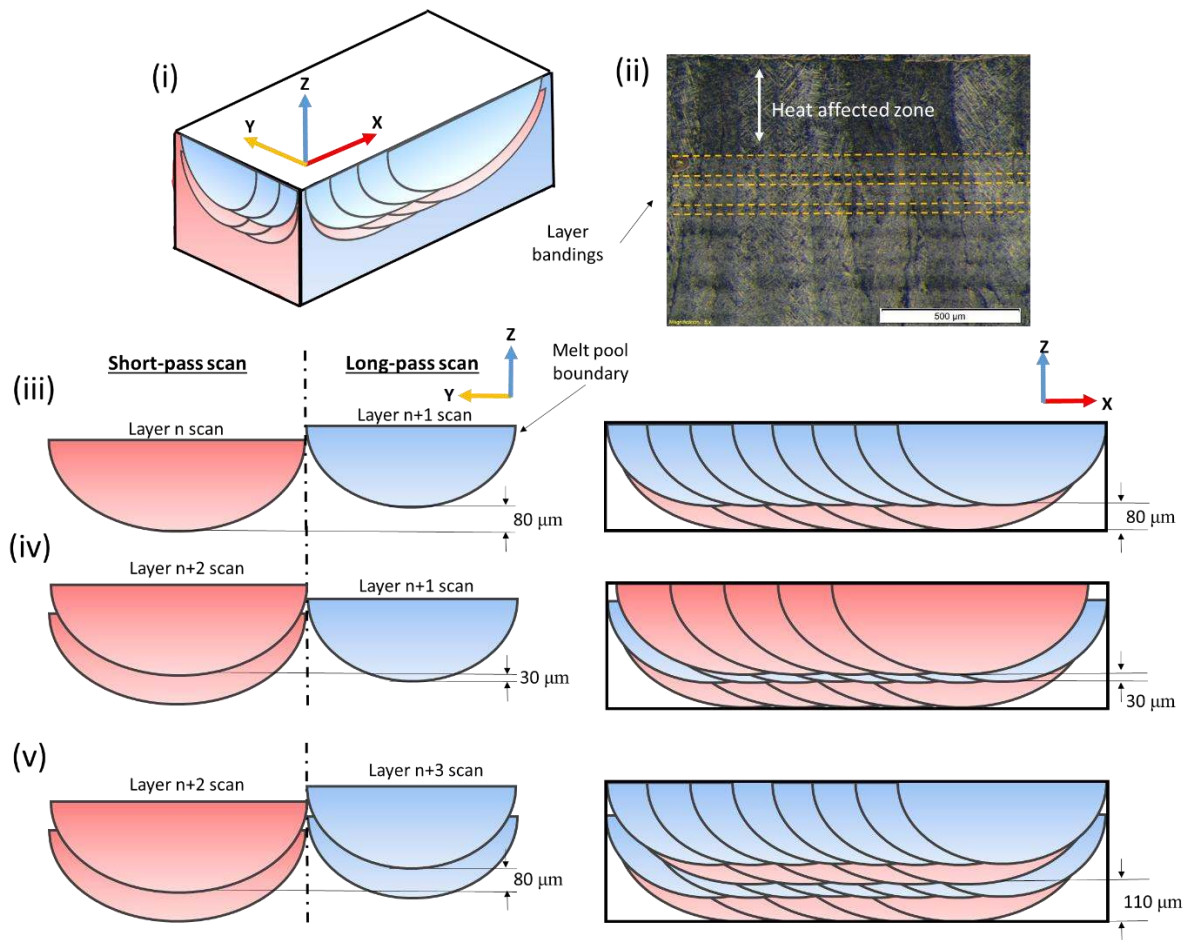 (i)
Z
Y
X
(ii)
Heat affected zone
Layer
bandings
500 µm
Short-pass scan
Long-pass scan
Z
Y
Melt pool
boundary
Z
X
(iii)
Layer n scan
Layer n+1 scan
80 µm
80 µm
(iv)
Layer n+2 scan
Layer n+1 scan
30 µm
30 µm
(v)
Layer n+2 scan
Layer n+3 scan
80 µm
110 µm